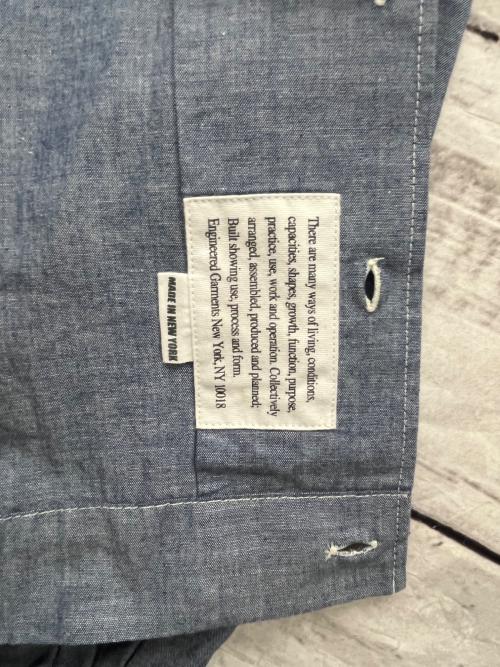 There are many ways of living, conditions,
capacities, shapes, growth, function, purpose,
practice, use, work and operation. Collectively
arranged, assembled, produced and planned;
Built showing use, process and form.
Engineered Garments New York, NY 10018
MADE IN NEW YORK